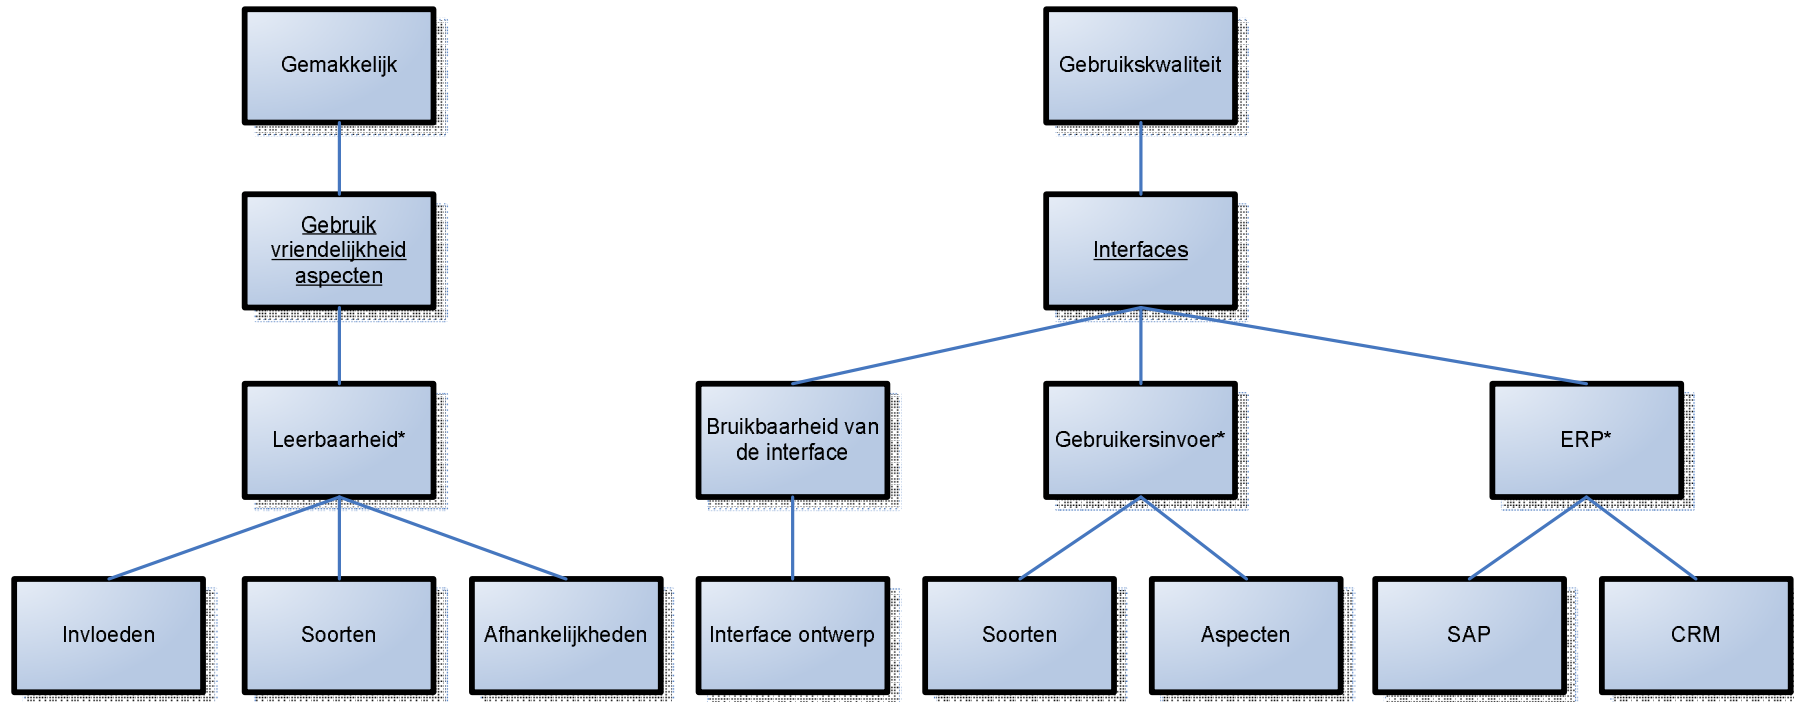 Gemakkelijk
Gebruikskwaliteit
Gebruik
vriendelijkheid
aspecten
Interfaces
Leerbaarheid*
Bruikbaarheid van
de interface
Gebruikersinvoer*
ERP*
Invloeden
Soorten
Afhankelijkheden
Interface ontwerp
Soorten
Aspecten
SAP
CRM